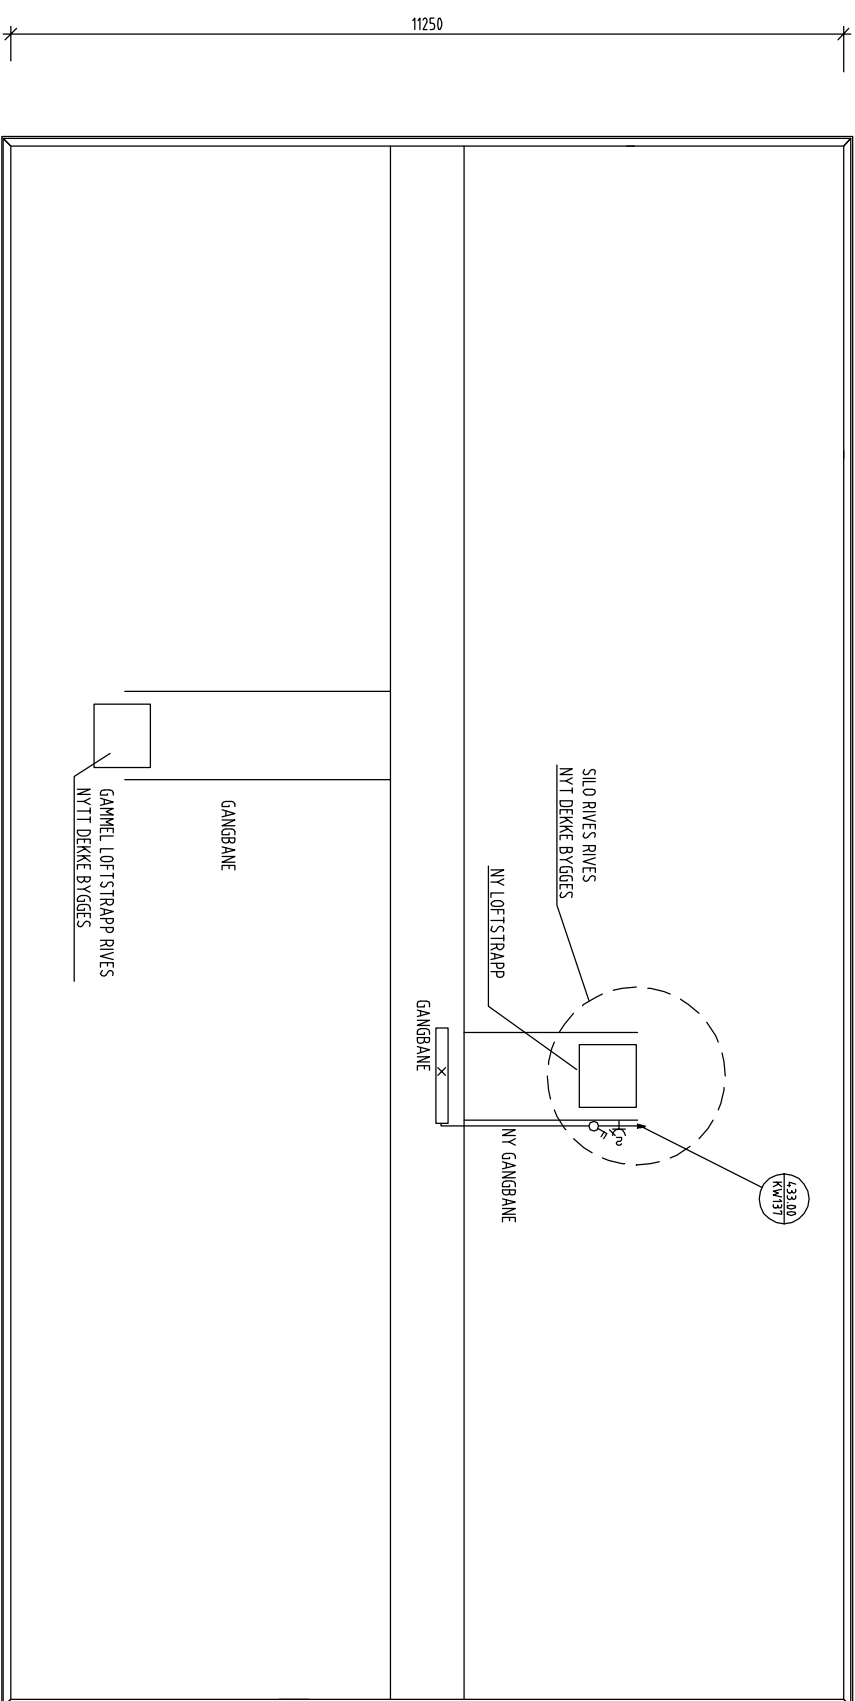 11250
SILO RIVES RIVES
NYT DEKKE BYGGES
NY LOFTSTRAPP
GANGBANE
NY GANGBANE
433.00
KW137
GANGBANE
GAMMEL LOFTSTRAPP RIVES
NYTT DEKKE BYGGES